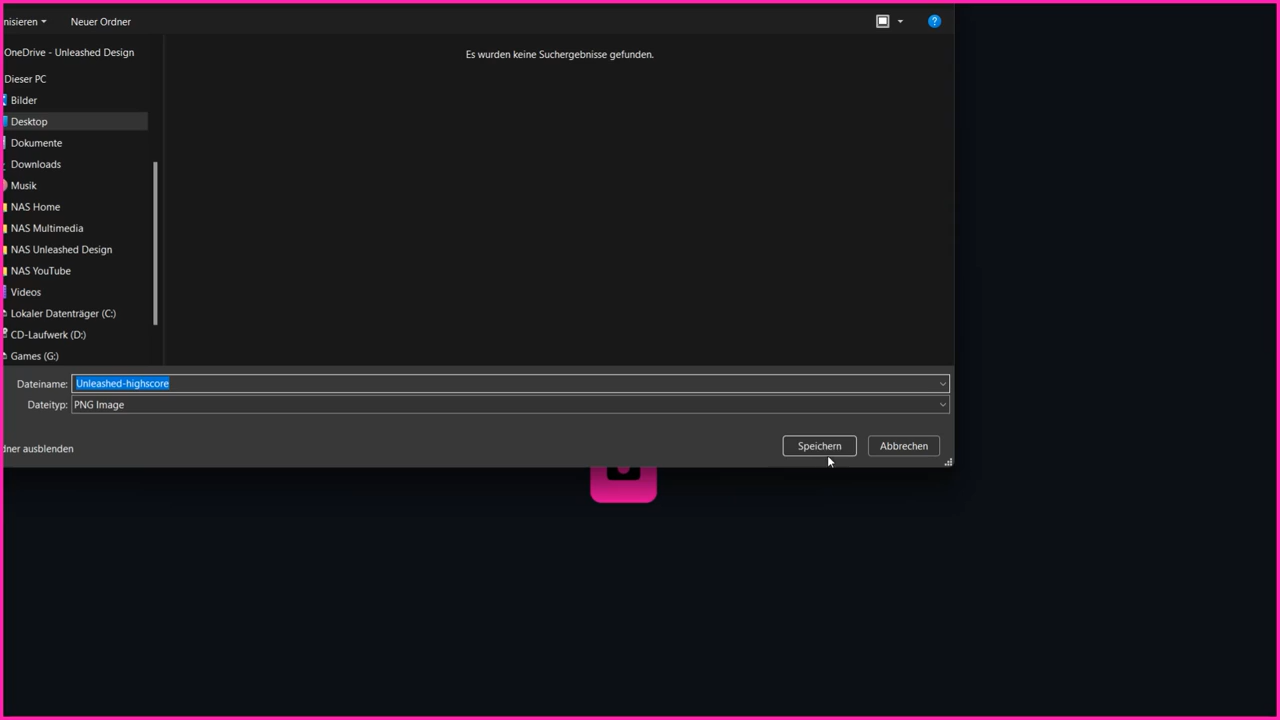 nisieren
Neuer Ordner
OneDrive - Unleashed Design
Es wurden keine Suchergebnisse gefunden.
Dieser PC
Bilder
Desktop
Dokumente
Downloads
Musik
NAS Home
NAS Multimedia
NAS Unleashed Design
NAS YouTube
Videos
Lokaler Datenträger (C:)
CD-Laufwerk (D:)
Games (G:)
Dateiname: Unleashed-highscore
Dateityp: PNG Image
dner ausblenden
Speichern
Abbrechen